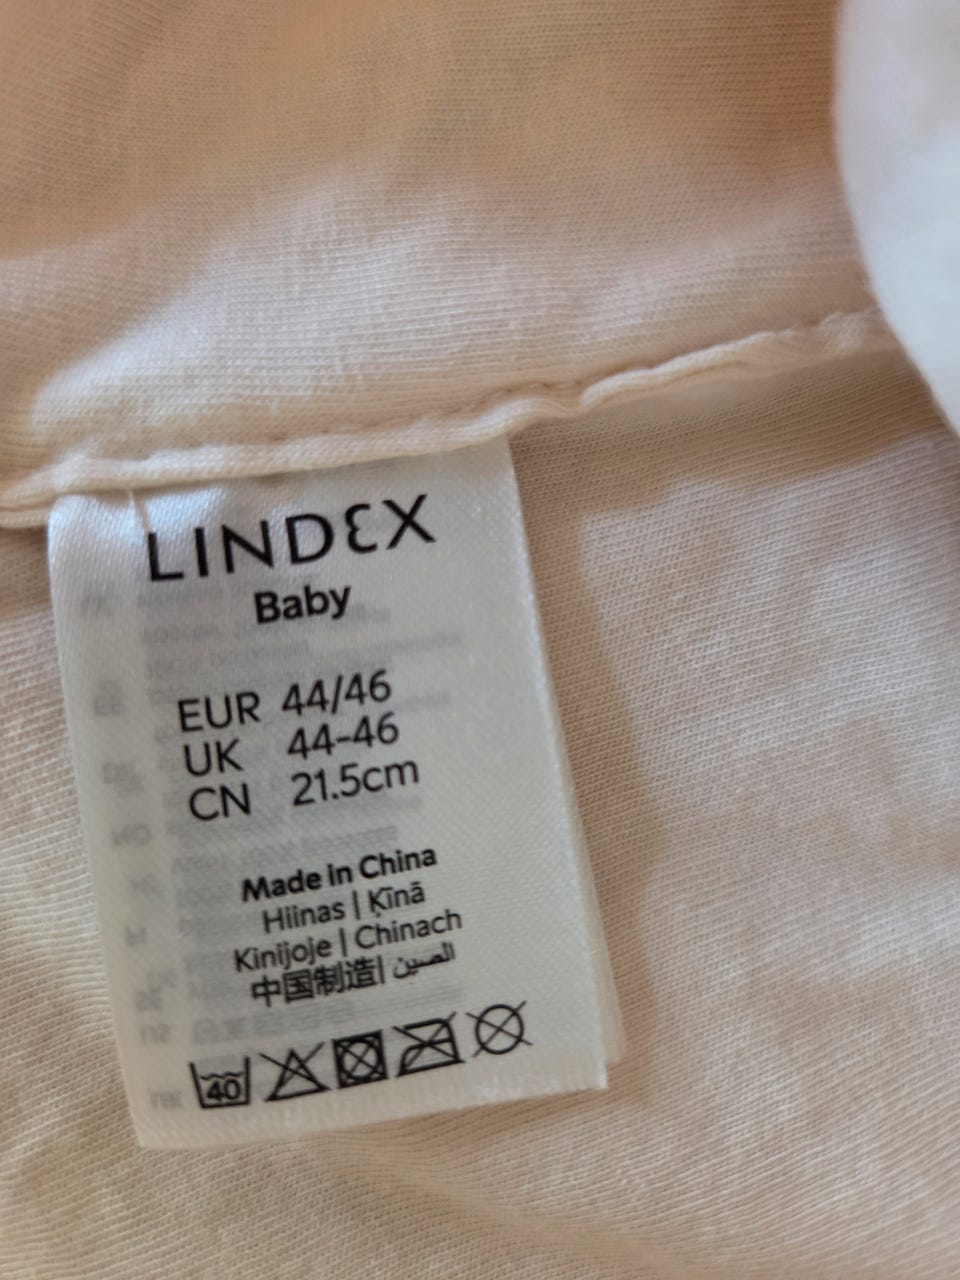 LINDEX
Baby
EUR 44/46
UK 44-46
CN 21.5cm
Made in China
Hiinas | Ķīnā
Kinijoje | Chinach
中国制造| الصين
40